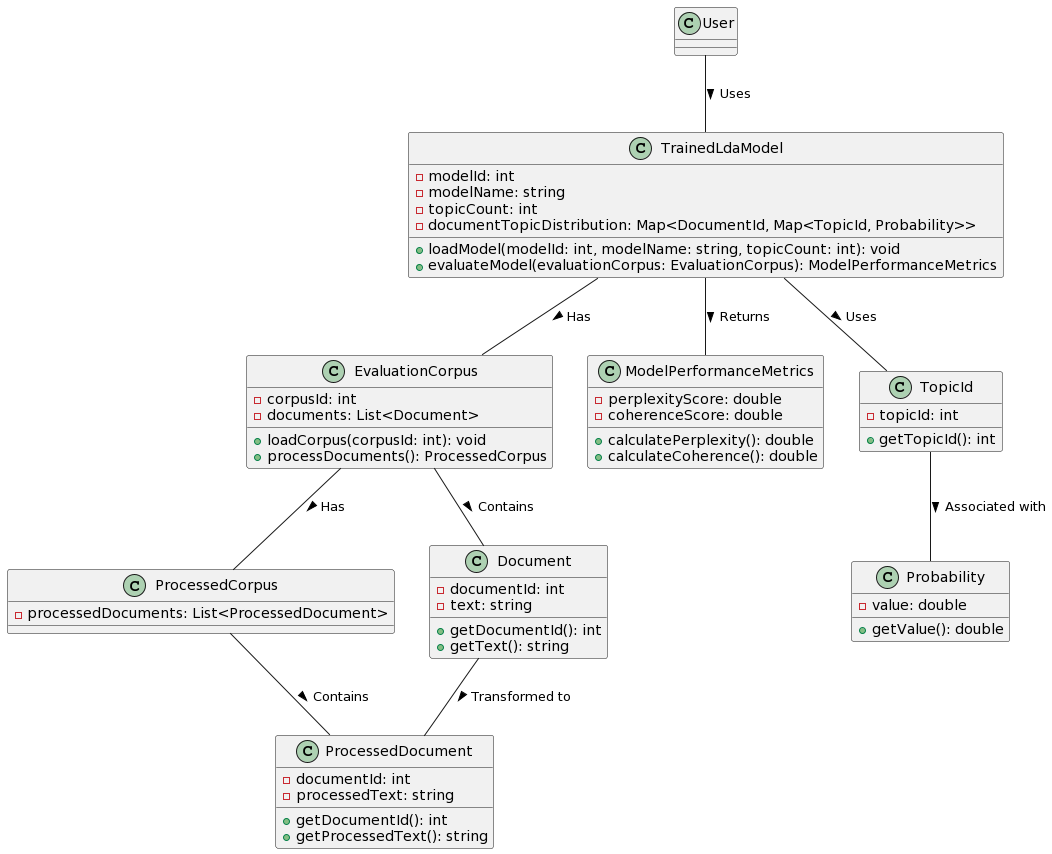 C User
Uses
C TrainedLdaModel
modelId: int
modelName: string
topicCount: int
documentTopicDistribution: Map<DocumentId, Map<TopicId, Probability>>
loadModel(modelId: int, modelName: string, topicCount: int): void
evaluateModel(evaluationCorpus: EvaluationCorpus): ModelPerformanceMetrics
Has
Returns
Uses
C EvaluationCorpus
corpusId: int
documents: List<Document>
loadCorpus(corpusId: int): void
processDocuments(): ProcessedCorpus
C ModelPerformanceMetrics
perplexityScore: double
coherenceScore: double
calculatePerplexity(): double
calculateCoherence(): double
C TopicId
topicId: int
getTopicId(): int
Has
Contains
Associated with
C ProcessedCorpus
processedDocuments: List<ProcessedDocument>
C Document
documentId: int
text: string
getDocumentId(): int
getText(): string
C Probability
value: double
getValue(): double
Contains
Transformed to
C ProcessedDocument
documentId: int
processedText: string
getDocumentId(): int
getProcessedText(): string